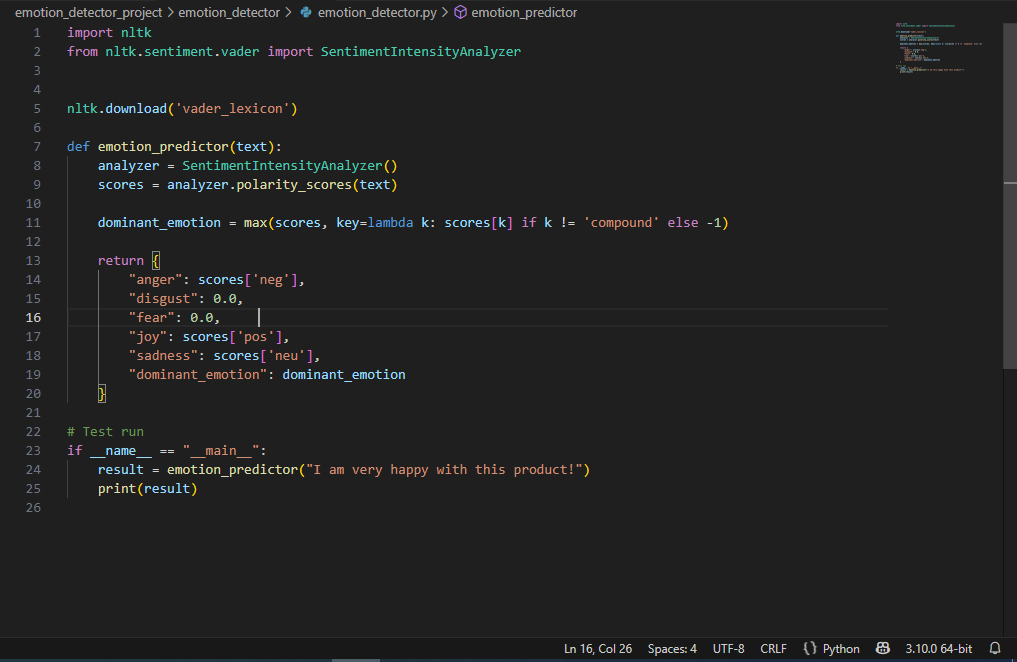 emotion_detector_project > emotion_detector > emotion_detector.py > emotion_predictor
1 import nltk
2 from nltk.sentiment.vader import SentimentIntensityAnalyzer
3
4
5 nltk.download('vader_lexicon')
6
7 def emotion_predictor(text):
8     analyzer = SentimentIntensityAnalyzer()
9     scores = analyzer.polarity_scores(text)
10
11     dominant_emotion = max(scores, key=lambda k: scores[k] if k != 'compound' else -1)
12
13     return {
14         "anger": scores['neg'],
15         "disgust": 0.0,
16         "fear": 0.0,
17         "joy": scores['pos'],
18         "sadness": scores['neu'],
19         "dominant_emotion": dominant_emotion
20     }
21
22 # Test run
23 if __name__ == "__main__":
24     result = emotion_predictor("I am very happy with this product!")
25     print(result)
26
Ln 16, Col 26 Spaces: 4 UTF-8 CRLF {} Python 3.10.0 64-bit